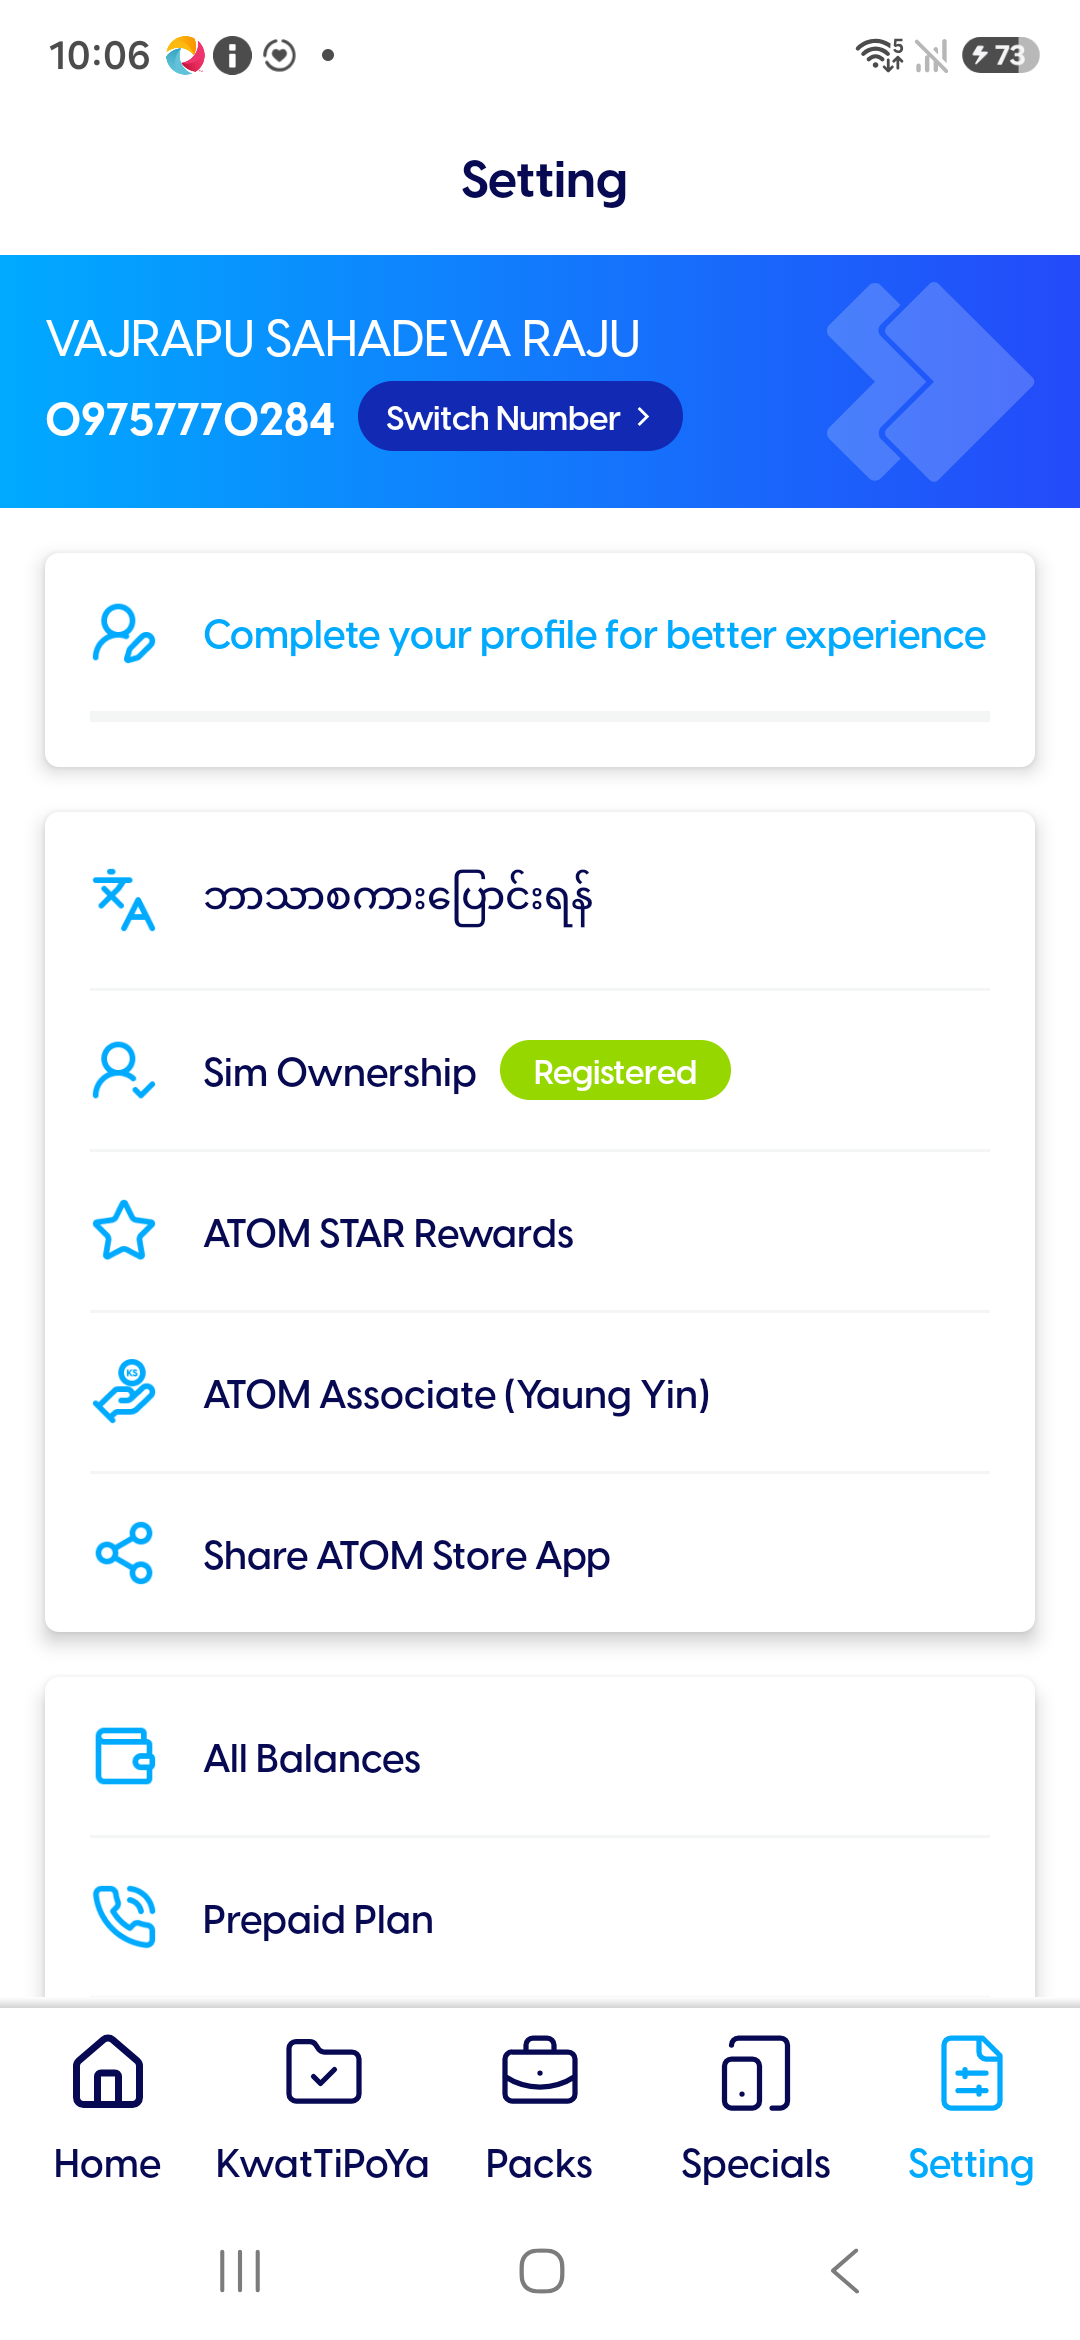 10:06
5
73
Setting
VAJRAPU SAHADEVA RAJU
09757770284
Switch Number
Complete your profile for better experience
ဘာသာစကားပြောင်းရန်
Sim Ownership
Registered
ATOM STAR Rewards
KS
ATOM Associate (Yaung Yin)
Share ATOM Store App
All Balances
Prepaid Plan
Home
KwatTiPoYa
Packs
Specials
Setting